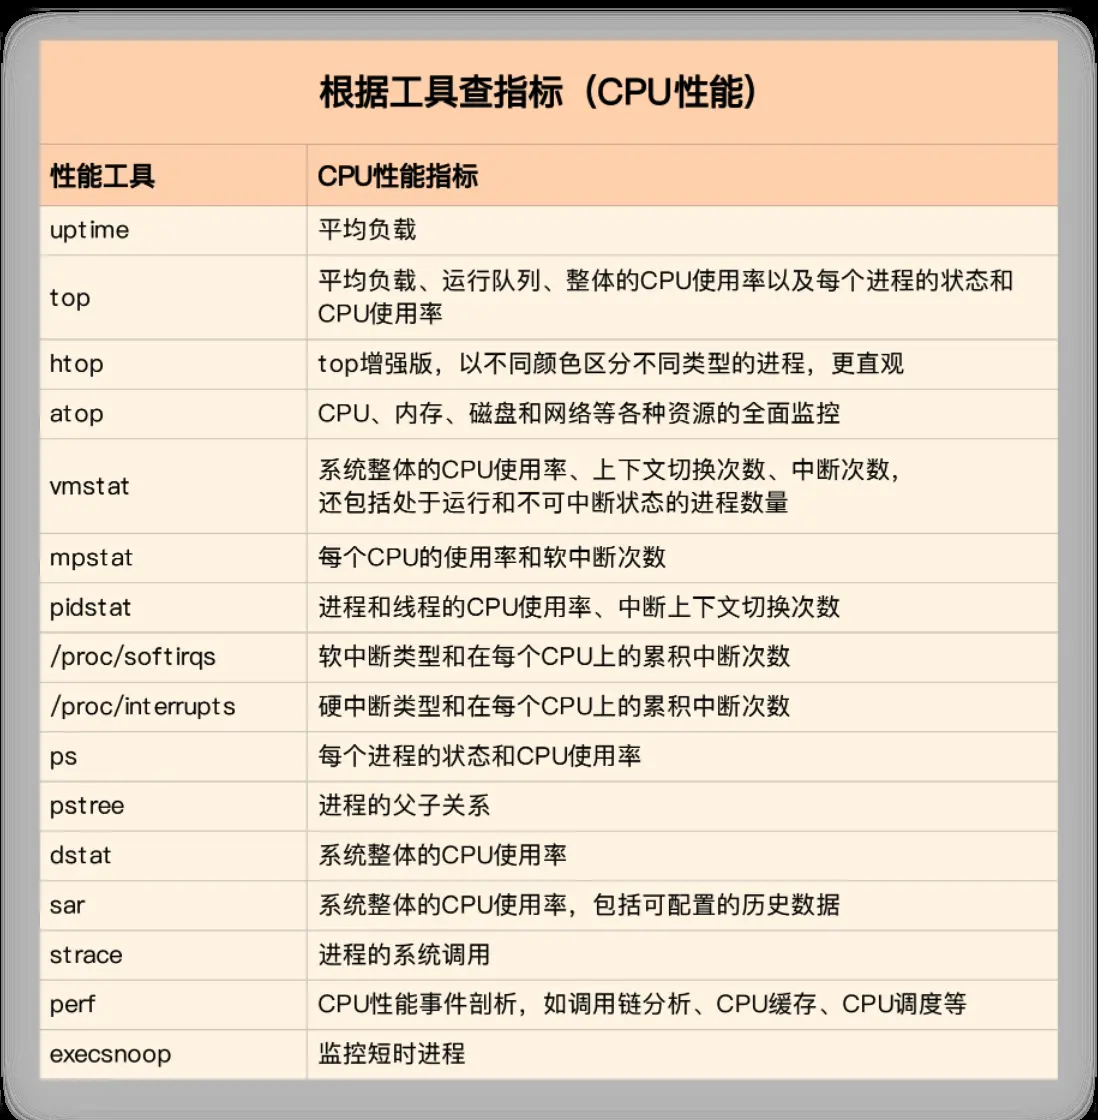 根据工具查指标（CPU性能）
性能工具 CPU性能指标
uptime 平均负载
top 平均负载、运行队列、整体的CPU使用率以及每个进程的状态和
CPU使用率
htop top增强版，以不同颜色区分不同类型的进程，更直观
atop CPU、内存、磁盘和网络等各种资源的全面监控
vmstat 系统整体的CPU使用率、上下文切换次数、中断次数，
还包括处于运行和不可中断状态的进程数量
mpstat 每个CPU的使用率和软中断次数
pidstat 进程和线程的CPU使用率、中断上下文切换次数
/proc/softirqs 软中断类型和在每个CPU上的累积中断次数
/proc/interrupts 硬中断类型和在每个CPU上的累积中断次数
ps 每个进程的状态和CPU使用率
pstree 进程的父子关系
dstat 系统整体的CPU使用率
sar 系统整体的CPU使用率，包括可配置的历史数据
strace 进程的系统调用
perf CPU性能事件剖析，如调用链分析、CPU缓存、CPU调度等
execsnoop 监控短时进程